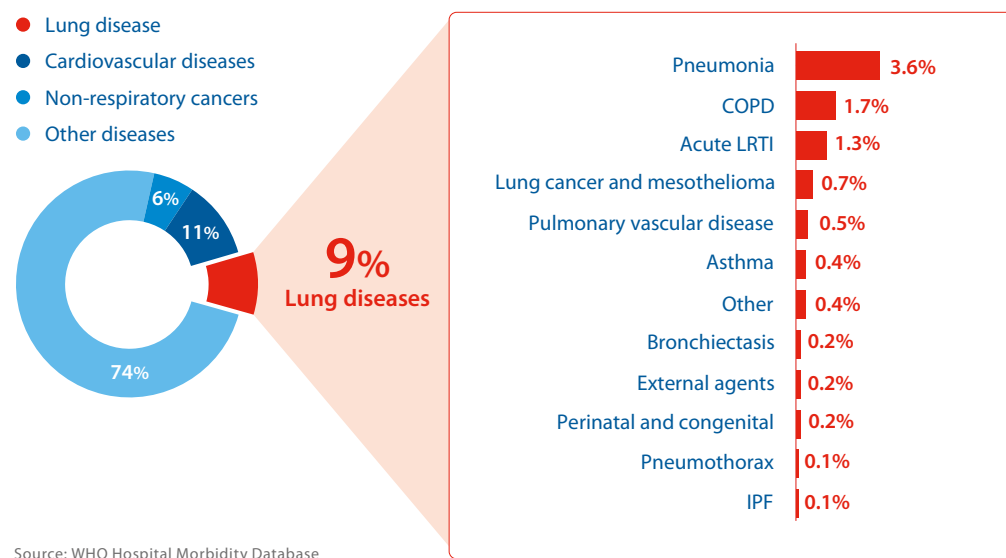 Lung disease
Cardiovascular diseases
Non-respiratory cancers
Other diseases
6%
11%
74%
9%
Lung diseases
Pneumonia 3.6%
COPD 1.7%
Acute LRTI 1.3%
Lung cancer and mesothelioma 0.7%
Pulmonary vascular disease 0.5%
Asthma 0.4%
Other 0.4%
Bronchiectasis 0.2%
External agents 0.2%
Perinatal and congenital 0.2%
Pneumothorax 0.1%
IPF 0.1%
Source: WHO Hospital Morbidity Database